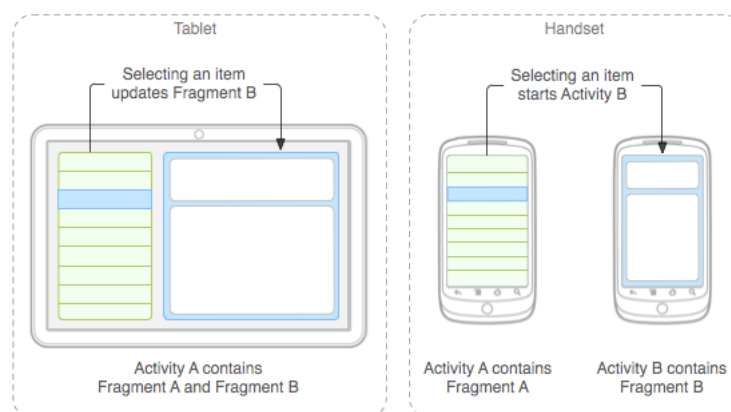 Tablet
Selecting an item
updates Fragment B
Activity A contains
Fragment A and Fragment B
Handset
Selecting an item
starts Activity B
Activity A contains
Fragment A
Activity B contains
Fragment B